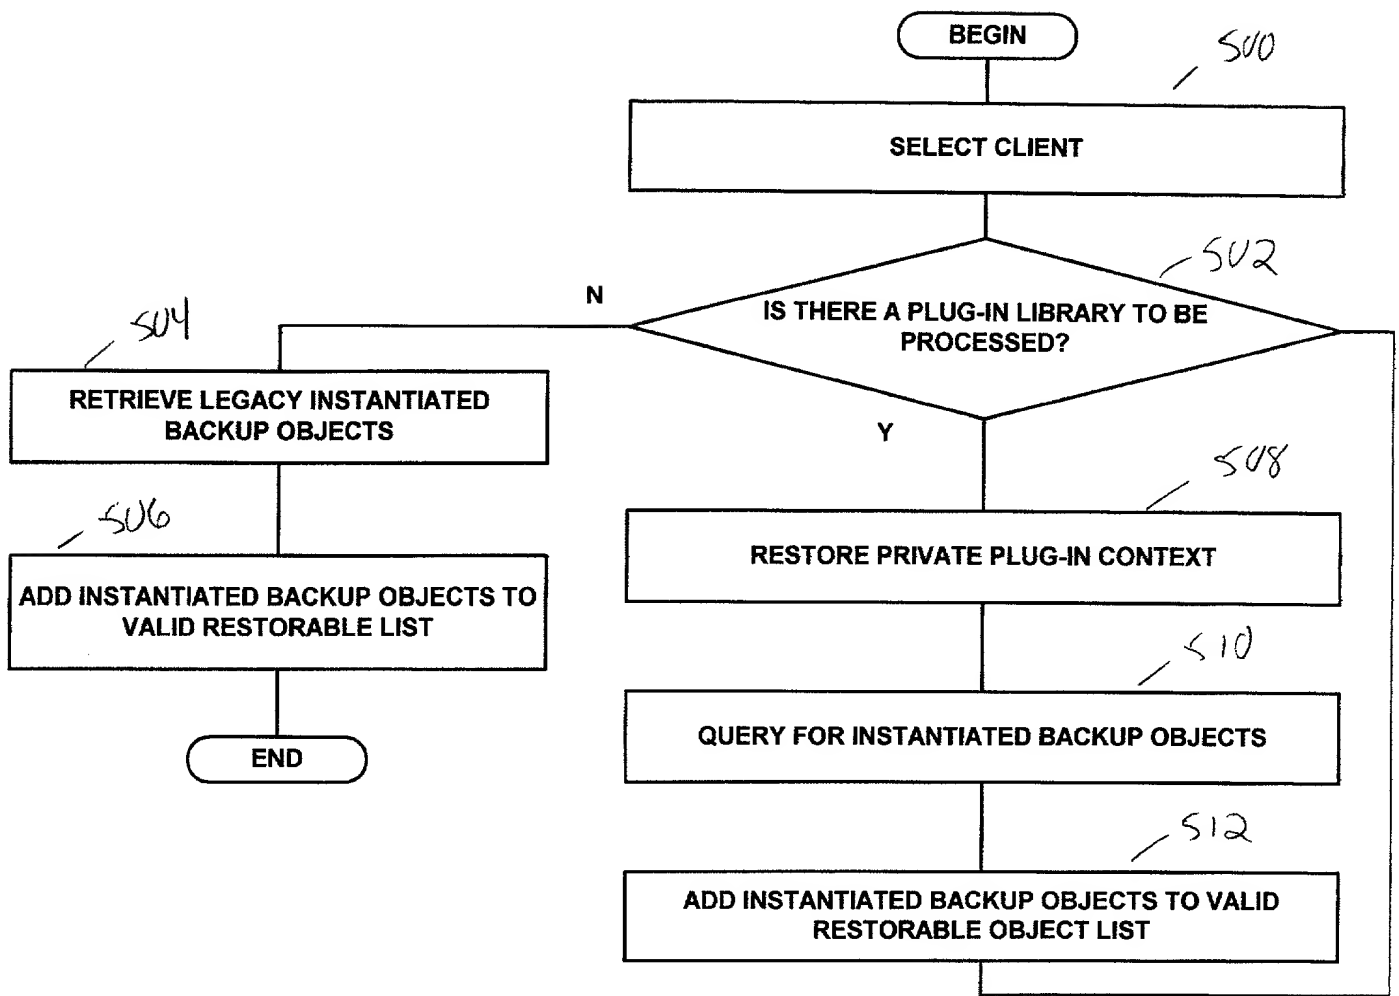 BEGIN
500
SELECT CLIENT
502
IS THERE A PLUG-IN LIBRARY TO BE
PROCESSED?
N
Y
504
RETRIEVE LEGACY INSTANTIATED
BACKUP OBJECTS
506
ADD INSTANTIATED BACKUP OBJECTS TO
VALID RESTORABLE LIST
END
508
RESTORE PRIVATE PLUG-IN CONTEXT
510
QUERY FOR INSTANTIATED BACKUP OBJECTS
512
ADD INSTANTIATED BACKUP OBJECTS TO VALID
RESTORABLE OBJECT LIST